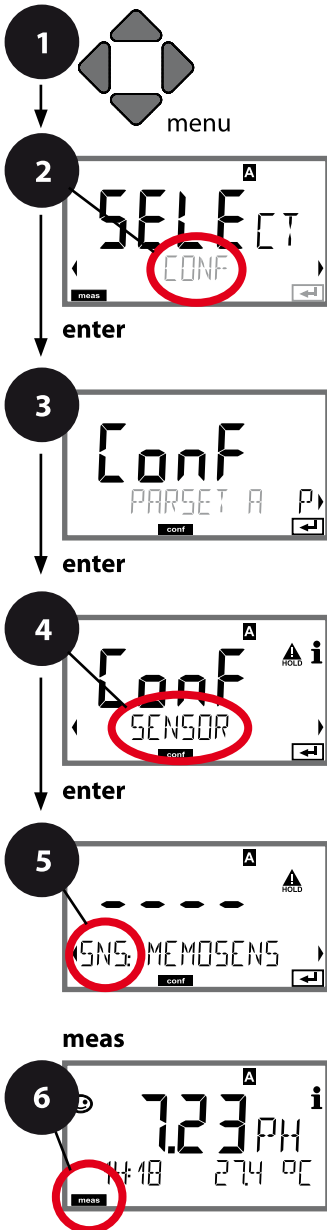 1
menu
2
A
SELECT
CONF
meas
enter
3
ConF
PARSET A P
conf
enter
4
A
ConF
HOLD
i
SENSOR
conf
enter
5
A
HOLD
- - - -
SNS: MEMOSENS
conf
meas
6
A
i
7.23 PH
14:18 27.4 °C
meas